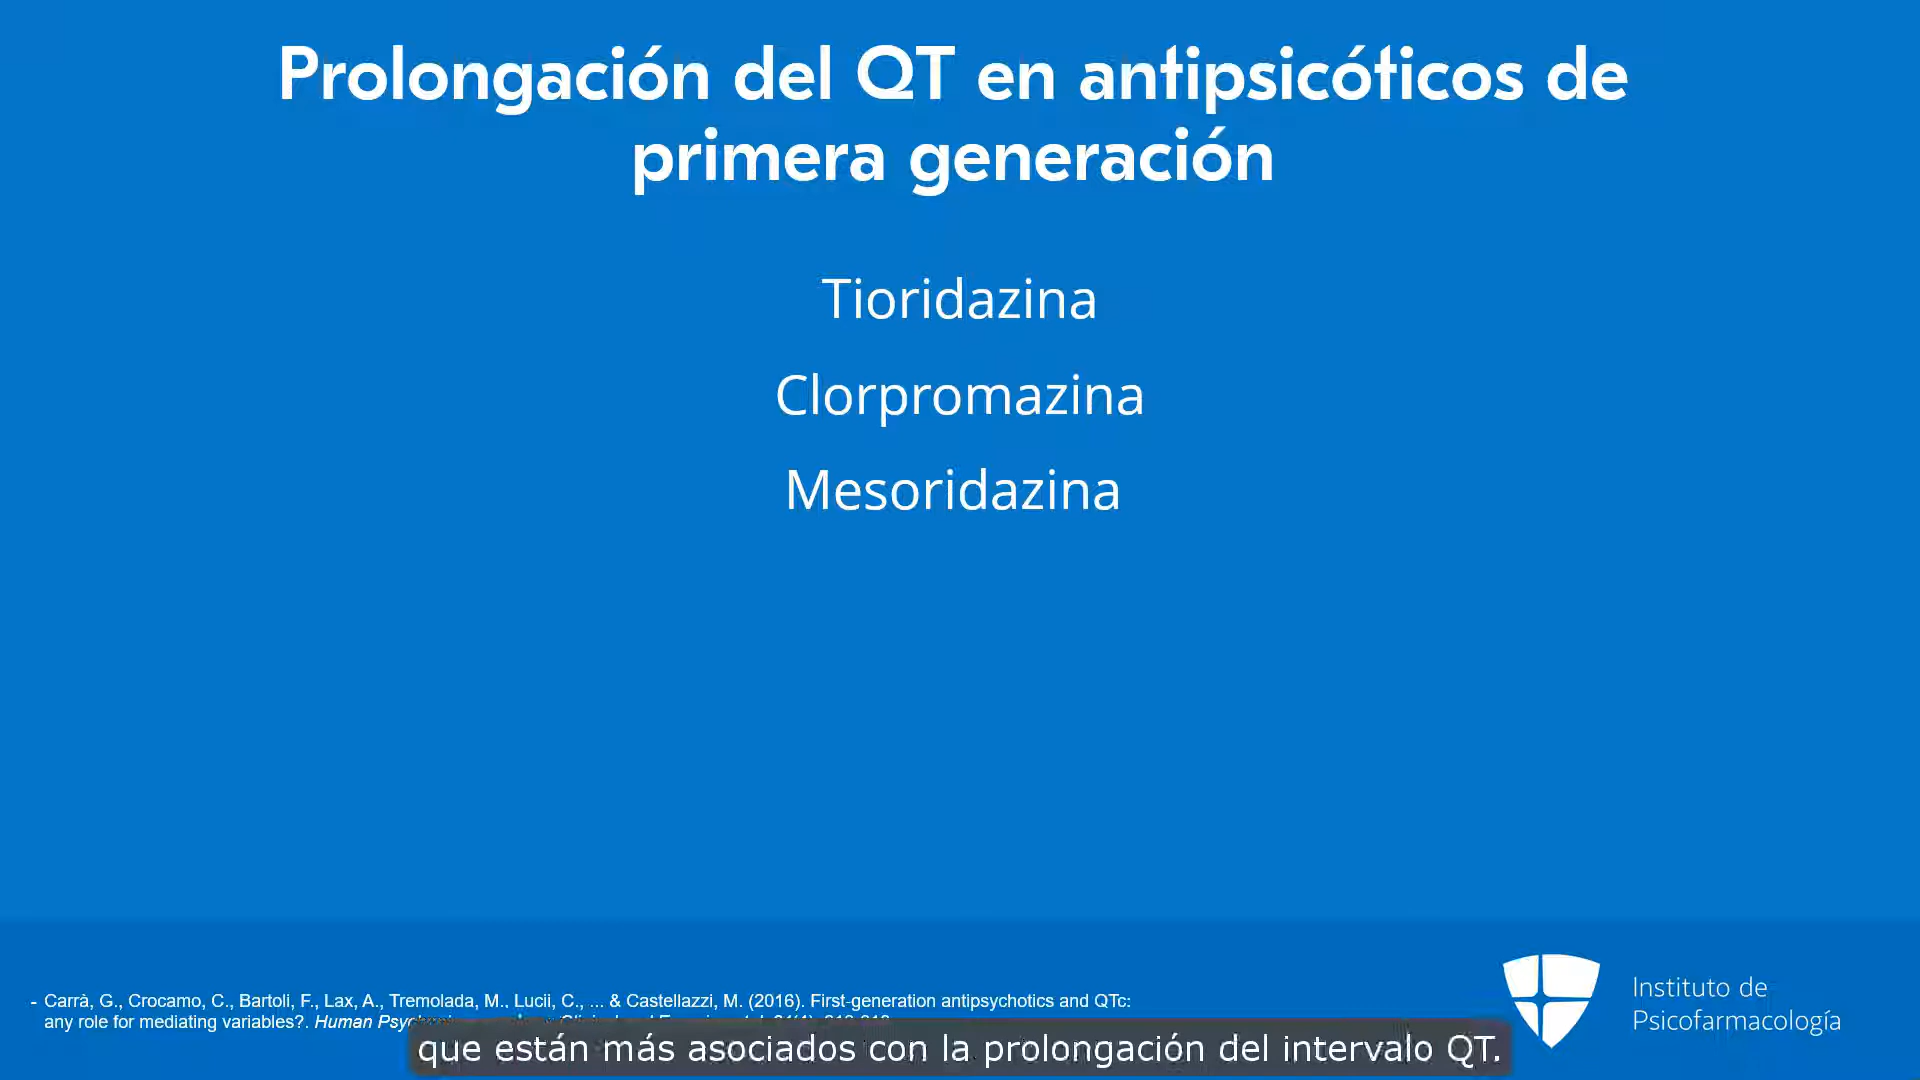 Prolongación del QT en antipsicóticos de
primera generación
Tioridazina
Clorpromazina
Mesoridazina
- Carrà, G., Crocamo, C., Bartoli, F., Lax, A., Tremolada, M., Lucii, C., ... & Castellazzi, M. (2016). First-generation antipsychotics and QTc:
any role for mediating variables?. Human
que están más asociados con la prolongación del intervalo QT.
Instituto de
Psicofarmacología